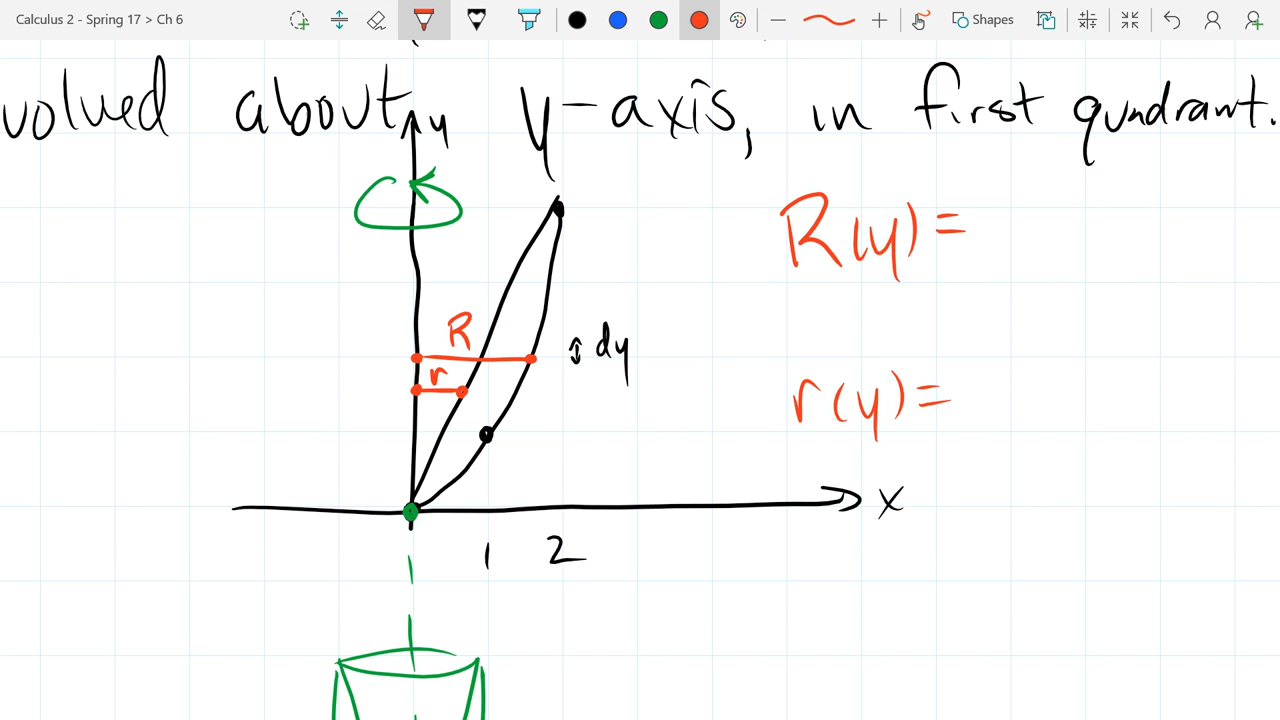 Calculus 2 - Spring 17 > Ch 6
Shapes
volved about y-axis, in first quadrant.
y
R(y)=
R
dy
r
r(y)=
x
1 2